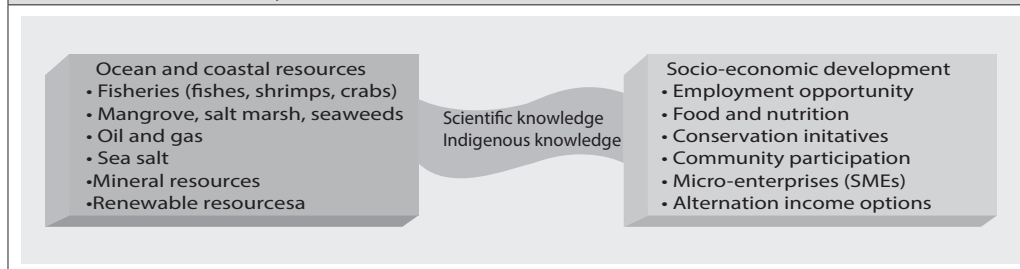 Ocean and coastal resources
• Fisheries (fishes, shrimps, crabs)
• Mangrove, salt marsh, seaweeds
• Oil and gas
• Sea salt
•Mineral resources
•Renewable resourcesa
Scientific knowledge
Indigenous knowledge
Socio-economic development
• Employment opportunity
• Food and nutrition
• Conservation initatives
• Community participation
• Micro-enterprises (SMEs)
• Alternation income options